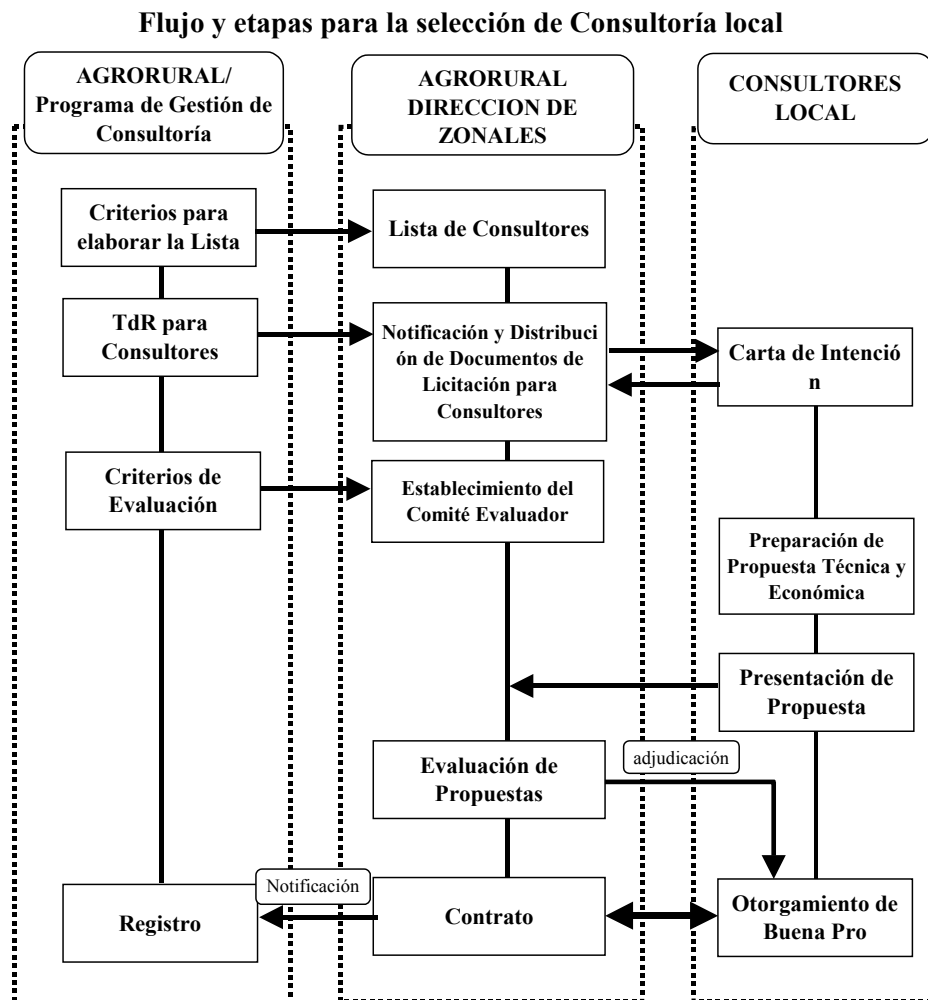 Flujo y etapas para la selección de Consultoría local
AGRORURAL/
Programa de Gestión de
Consultoría
AGRORURAL
DIRECCION DE
ZONALES
CONSULTORES
LOCAL
Criterios para
elaborar la Lista
Lista de Consultores
TdR para
Consultores
Notificación y Distribuci
ón de Documentos de
Licitación para
Consultores
Carta de Intenció
n
Criterios de
Evaluación
Establecimiento del
Comité Evaluador
Preparación de
Propuesta Técnica y
Económica
Presentación de
Propuesta
Evaluación de
Propuestas
adjudicación
Registro
Notificación
Contrato
Otorgamiento de
Buena Pro